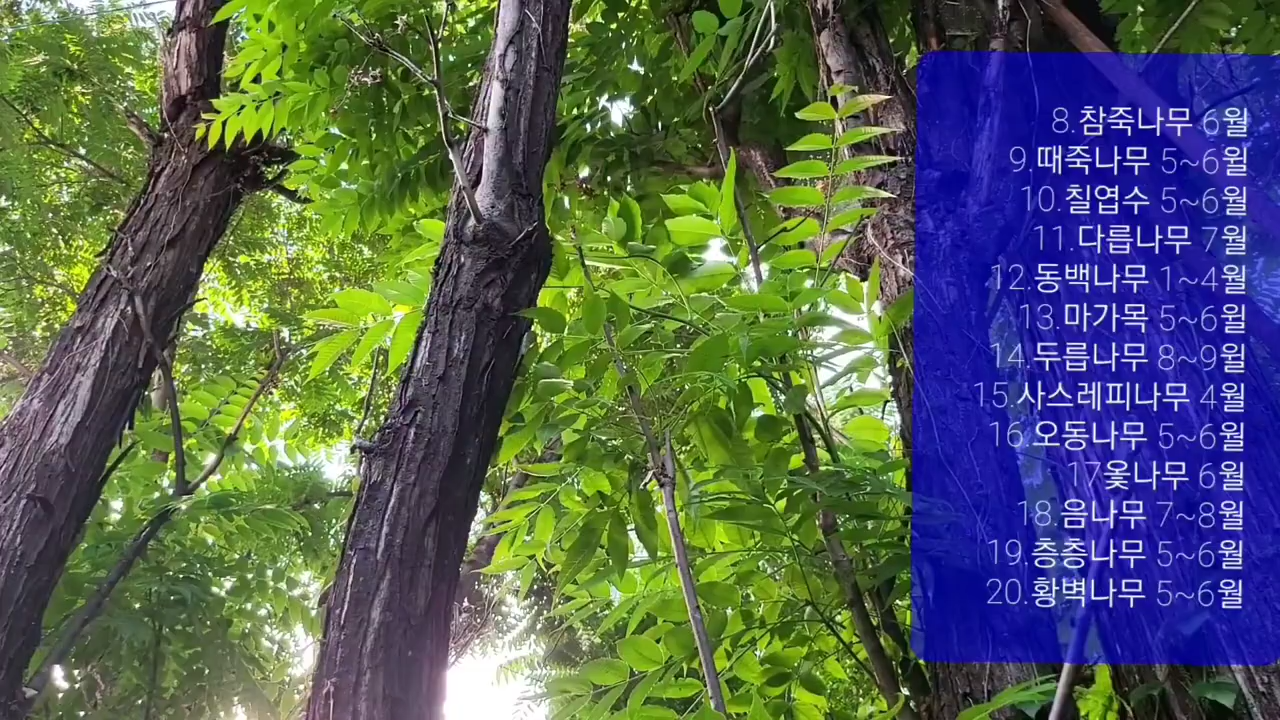 8.참죽나무 6월
9.때죽나무 5~6월
10.칠엽수 5~6월
11.다릅나무 7월
12.동백나무 1~4월
13.마가목 5~6월
14.두릅나무 8~9월
15.사스레피나무 4월
16.오동나무 5~6월
17옻나무 6월
18.음나무 7~8월
19.층층나무 5~6월
20.황벽나무 5~6월